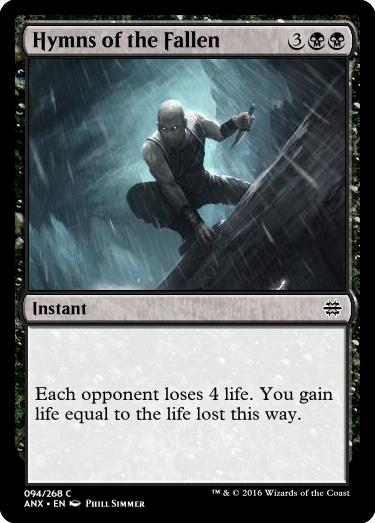 Hymns of the Fallen 3
Instant
Each opponent loses 4 life. You gain
life equal to the life lost this way.
094/268 C
ANX • EN Phill Simmer
™ & © 2016 Wizards of the Coast